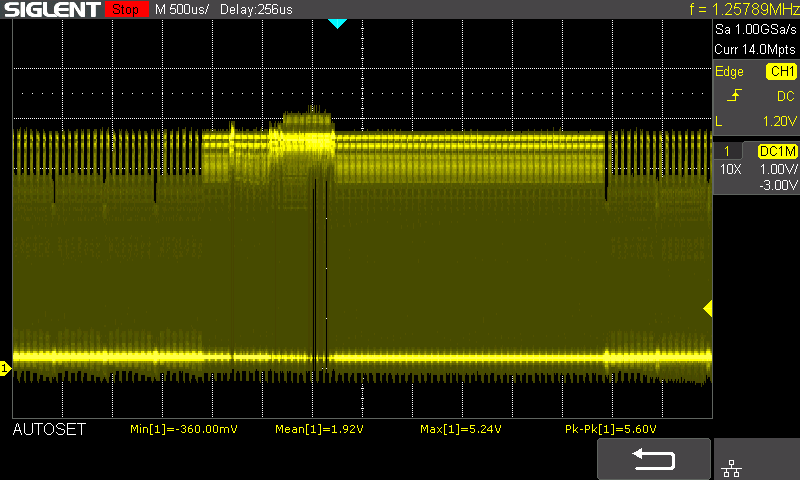 SIGLENT Stop M 500us/ Delay:256us f = 1.25789MHz
Sa 1.00GSa/s
Curr 14.0Mpts
Edge CH1
DC
L 1.20V
1 DC1M
10X 1.00V/
-3.00V
1
AUTOSET Min[1]=-360.00mV Mean[1]=1.92V Max[1]=5.24V Pk-Pk[1]=5.60V